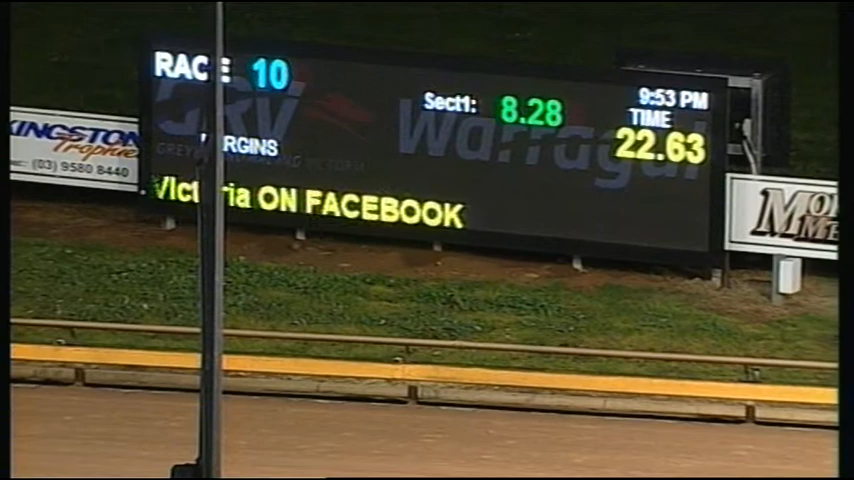 RACE 10
9:53 PM
Sect1: 8.28
TIME
22.63
GRV
Warragul
MARGINS
Victoria ON FACEBOOK
KINGSTON
Trophies
(03) 9580 8440